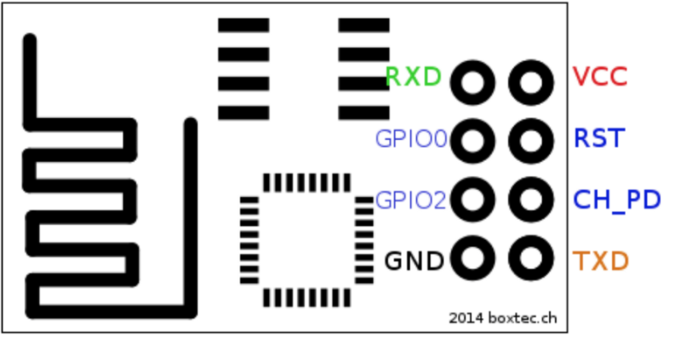 RXD VCC
GPIO0 RST
GPIO2 CH_PD
GND TXD
2014 boxtec.ch